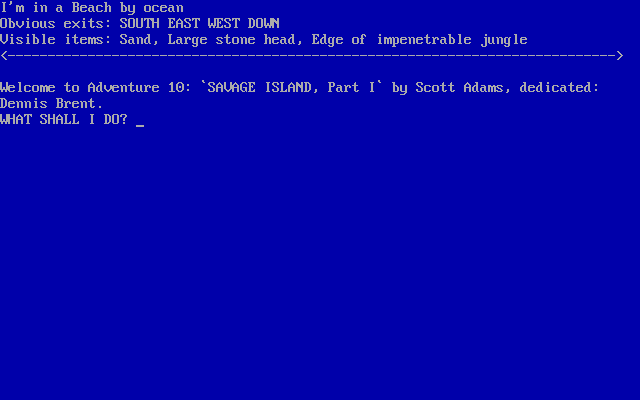 I'm in a Beach by ocean
Obvious exits: SOUTH EAST WEST DOWN
Visible items: Sand, Large stone head, Edge of impenetrable jungle
<----------------------------------------------------------------------------->
Welcome to Adventure 10: `SAVAGE ISLAND, Part I` by Scott Adams, dedicated:
Dennis Brent.
WHAT SHALL I DO? _